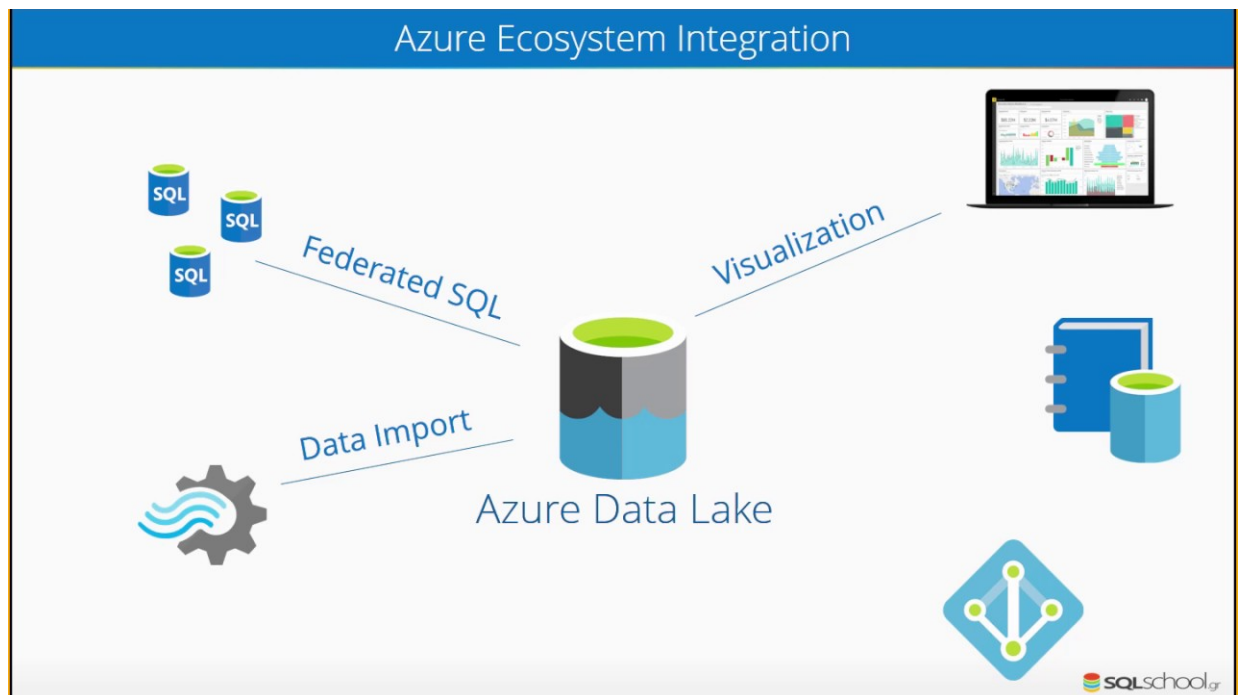 Azure Ecosystem Integration
SQL
SQL
SQL
Federated SQL
Visualization
Data Import
Azure Data Lake
SQLschool.gr